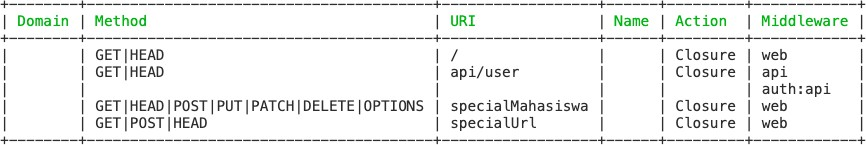 +--------+----------------------------------------+------------------+------+---------+------------+
| Domain | Method                                 | URI              | Name | Action  | Middleware |
+--------+----------------------------------------+------------------+------+---------+------------+
|        | GET|HEAD                               | /                |      | Closure | web        |
|        | GET|HEAD                               | api/user         |      | Closure | api        |
|        |                                        |                  |      |         | auth:api   |
|        | GET|HEAD|POST|PUT|PATCH|DELETE|OPTIONS | specialMahasiswa |      | Closure | web        |
|        | GET|POST|HEAD                          | specialUrl       |      | Closure | web        |
+--------+----------------------------------------+------------------+------+---------+------------+